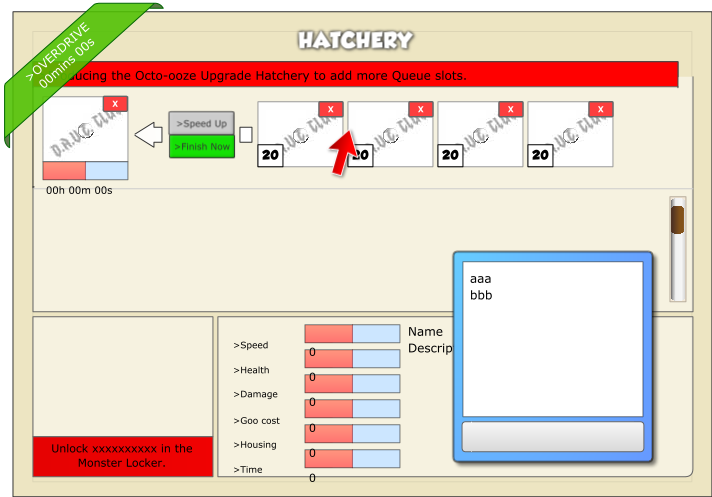 HATCHERY
>OVERDRIVE
00mins 00s
ucing the Octo-ooze Upgrade Hatchery to add more Queue slots.
X
X
X
X
X
>Speed Up
>Finish Now
20
20
20
20
00h 00m 00s
aaa
bbb
Name
Descrip
>Speed
0
>Health
0
>Damage
0
>Goo cost
0
>Housing
0
>Time
0
Unlock xxxxxxxxxx in the
Monster Locker.